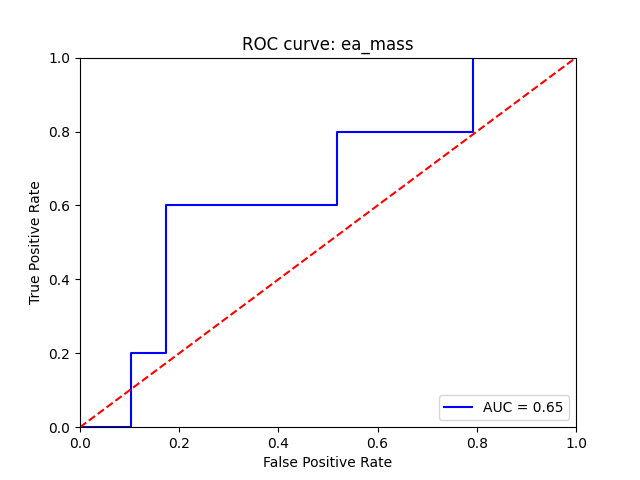 ROC curve: ea_mass
1.0
0.8
0.6
0.4
0.2
0.0
True Positive Rate
AUC = 0.65
0.0 0.2 0.4 0.6 0.8 1.0
False Positive Rate